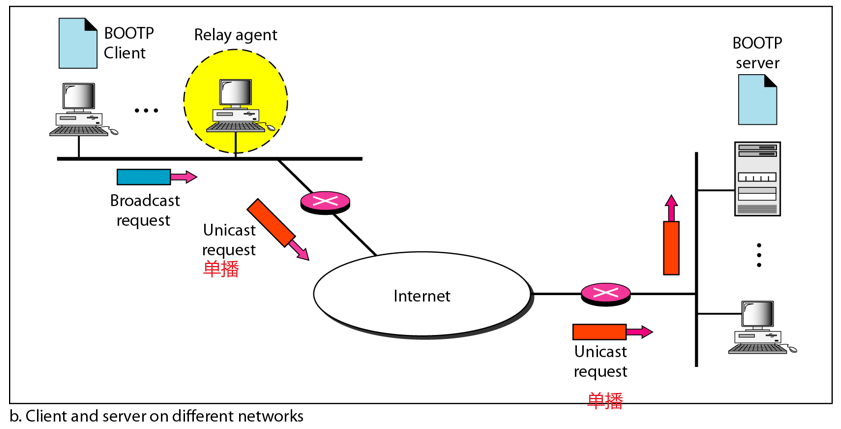 BOOTP
Client
Relay agent
BOOTP
server
Broadcast
request
Unicast
request
单播
Internet
Unicast
request
单播
b. Client and server on different networks